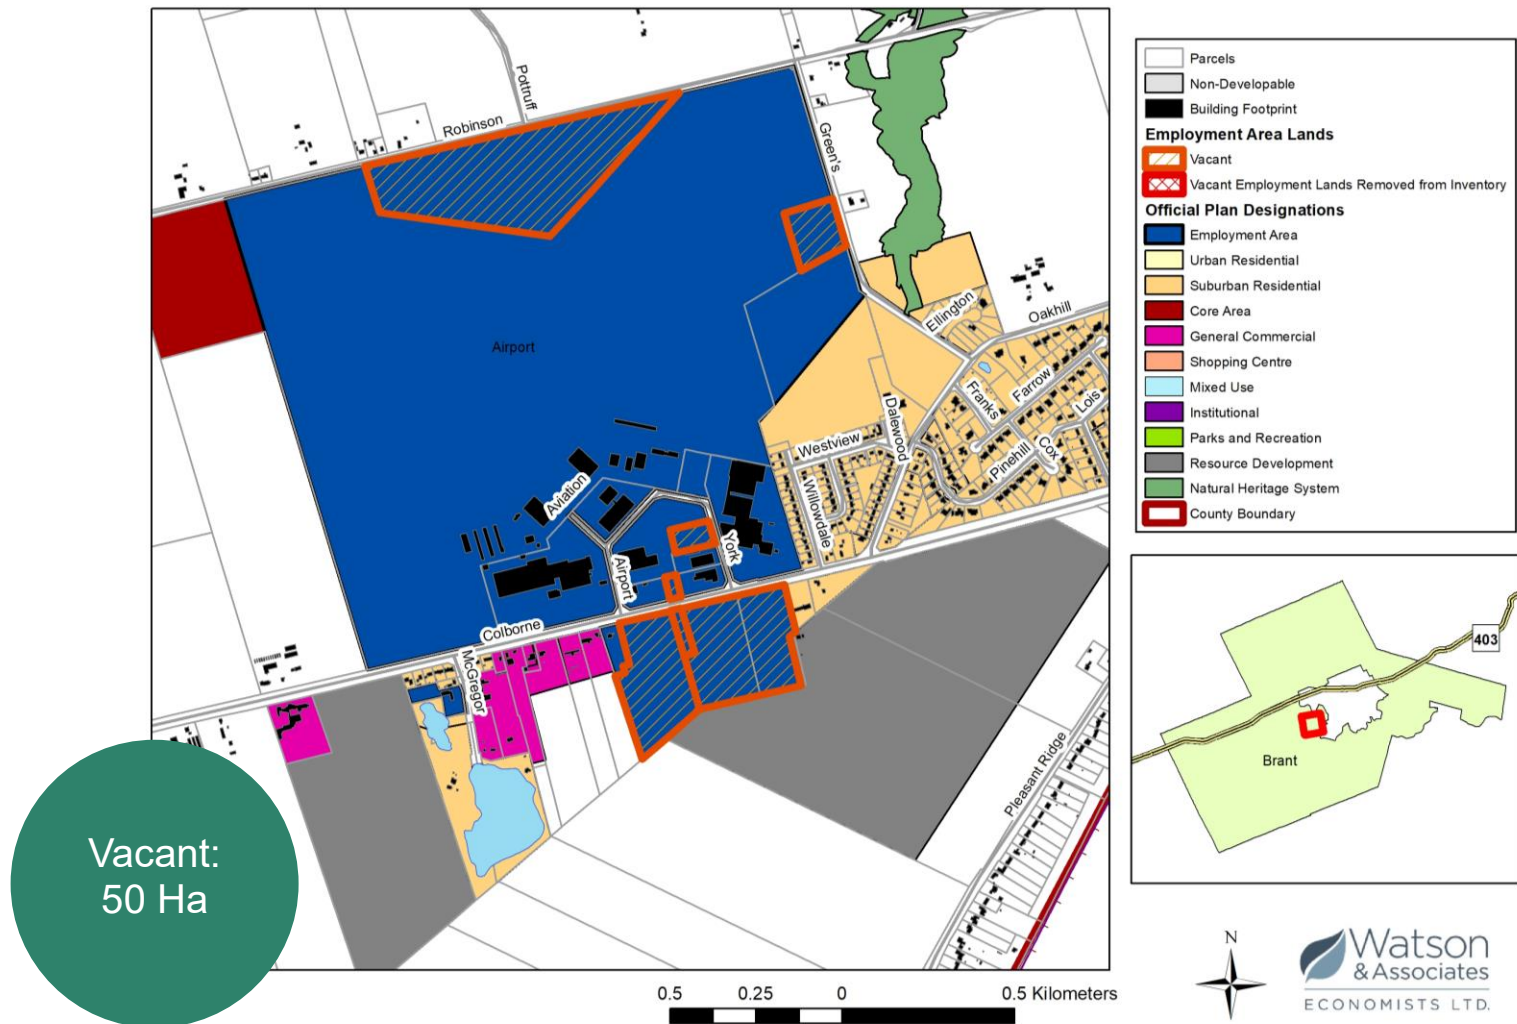 Pottruff
Robinson
Green's
Ellington
Oakhill
Airport
Franks
Farrow
Lois
Dalewood
Westview
Pinehill
Cox
Willowdale
Aviation
York
Airport
Colborne
McGregor
Pleasant Ridge
Vacant:
50 Ha
0.5 0.25 0 0.5 Kilometers
Parcels
Non-Developable
Building Footprint
Employment Area Lands
Vacant
Vacant Employment Lands Removed from Inventory
Official Plan Designations
Employment Area
Urban Residential
Suburban Residential
Core Area
General Commercial
Shopping Centre
Mixed Use
Institutional
Parks and Recreation
Resource Development
Natural Heritage System
County Boundary
403
Brant
N
Watson
& Associates
ECONOMISTS LTD.